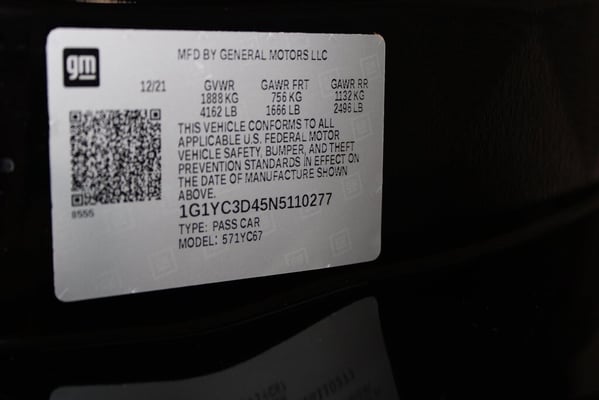 gm
MFD BY GENERAL MOTORS LLC
12/21 GVWR GAWR FRT GAWR RR
1888 KG 756 KG 1132 KG
4162 LB 1666 LB 2496 LB
THIS VEHICLE CONFORMS TO ALL
APPLICABLE U.S. FEDERAL MOTOR
VEHICLE SAFETY, BUMPER, AND THEFT
PREVENTION STANDARDS IN EFFECT ON
THE DATE OF MANUFACTURE SHOWN
ABOVE.
8555
1G1YC3D45N5110277
TYPE: PASS CAR
MODEL: 571YC67